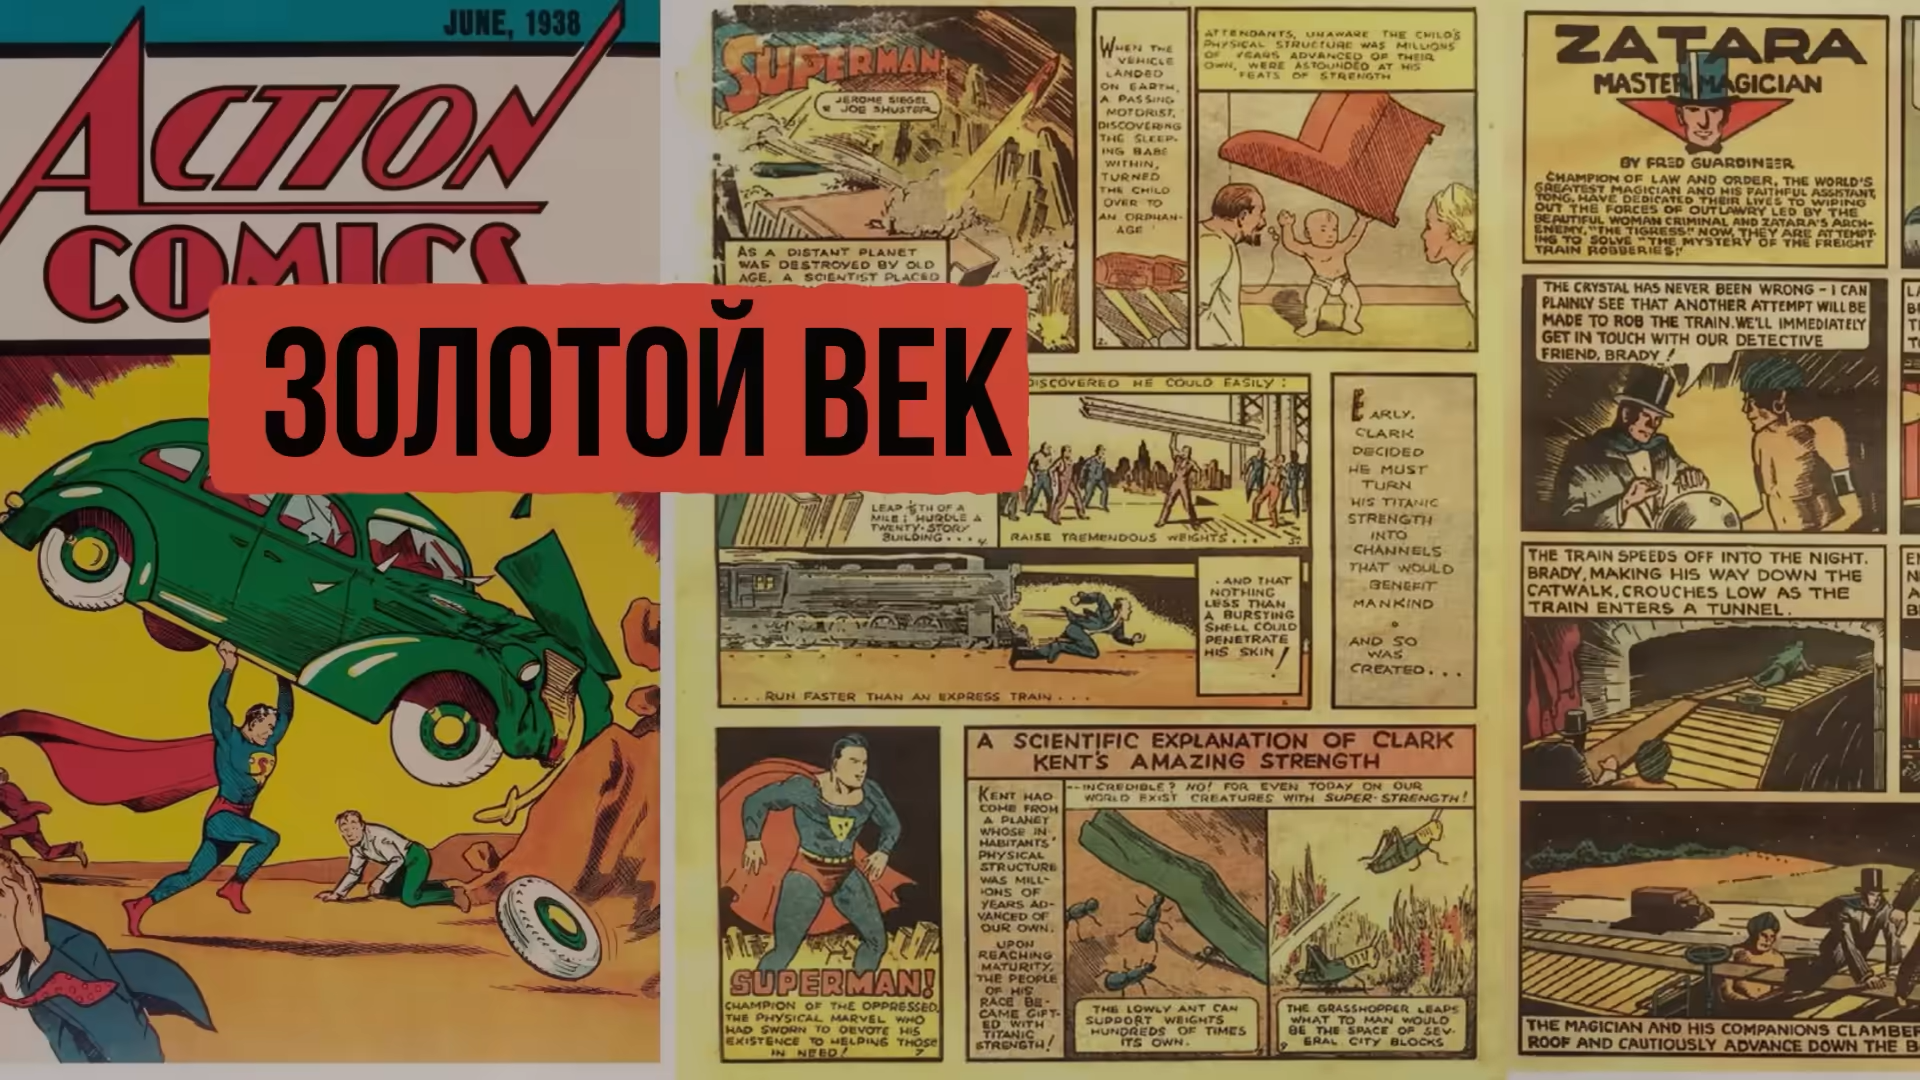 JUNE, 1938
ACTION
COMICS
ЗОЛОТОЙ ВЕК
SUPERMAN
JEROME SIEGEL
& JOE SHUSTER
AS A DISTANT PLANET
WAS DESTROYED BY OLD
AGE, A SCIENTIST PLACED
WHEN THE
VEHICLE
LANDED
ON EARTH,
A PASSING
MOTORIST,
DISCOVERING
THE SLEEP-
ING BABE
WITHIN,
TURNED
THE CHILD
OVER TO
AN ORPHAN-
AGE
ATTENDANTS, UNAWARE THE CHILD'S
PHYSICAL STRUCTURE WAS MILLIONS
OF YEARS ADVANCED OF THEIR
OWN, WERE ASTOUNDED AT HIS
FEATS OF STRENGTH
DISCOVERED HE COULD EASILY:
LEAP 1/8TH OF A
MILE; HURDLE A
TWENTY-STORY
BUILDING....
RAISE TREMENDOUS WEIGHTS...
...RUN FASTER THAN AN EXPRESS TRAIN...
..AND THAT
NOTHING
LESS THAN
A BURSTING
SHELL COULD
PENETRATE
HIS SKIN!
EARLY,
CLARK
DECIDED
HE MUST
TURN
HIS TITANIC
STRENGTH
INTO
CHANNELS
THAT WOULD
BENEFIT
MANKIND
AND SO
WAS
CREATED...
SUPERMAN!
CHAMPION OF THE OPPRESSED,
THE PHYSICAL MARVEL WHO
HAD SWORN TO DEVOTE HIS
EXISTENCE TO HELPING THOSE
IN NEED!
A SCIENTIFIC EXPLANATION OF CLARK
KENT'S AMAZING STRENGTH
KENT HAD
COME FROM
A PLANET
WHOSE IN-
HABITANTS'
PHYSICAL
STRUCTURE
WAS MILL-
IONS OF
YEARS AD-
VANCED OF
OUR OWN.
UPON
REACHING
MATURITY,
THE PEOPLE
OF HIS
RACE BE-
CAME GIFT-
ED WITH
TITANIC
STRENGTH!
--INCREDIBLE? NO! FOR EVEN TODAY ON OUR
WORLD EXIST CREATURES WITH SUPER-STRENGTH!
THE LOWLY ANT CAN
SUPPORT WEIGHTS
HUNDREDS OF TIMES
ITS OWN.
THE GRASSHOPPER LEAPS
WHAT TO MAN WOULD
BE THE SPACE OF SEV-
ERAL CITY BLOCKS
ZATARA
MASTER MAGICIAN
BY FRED GUARDINEER
CHAMPION OF LAW AND ORDER, THE WORLD'S
GREATEST MAGICIAN AND HIS FAITHFUL ASSISTANT,
TONG, HAVE DEDICATED THEIR LIVES TO WIPING
OUT THE FORCES OF OUTLAWRY LED BY THE
BEAUTIFUL WOMAN CRIMINAL AND ZATARA'S ARCH-
ENEMY, "THE TIGRESS!" NOW, THEY ARE ATTEMPT-
ING TO SOLVE "THE MYSTERY OF THE FREIGHT
TRAIN ROBBERIES!"
THE CRYSTAL HAS NEVER BEEN WRONG - I CAN
PLAINLY SEE THAT ANOTHER ATTEMPT WILL BE
MADE TO ROB THE TRAIN. WE'LL IMMEDIATELY
GET IN TOUCH WITH OUR DETECTIVE
FRIEND, BRADY!
THE TRAIN SPEEDS OFF INTO THE NIGHT.
BRADY, MAKING HIS WAY DOWN THE
CATWALK, CROUCHES LOW AS THE
TRAIN ENTERS A TUNNEL.
THE MAGICIAN AND HIS COMPANIONS CLAMBER
ROOF AND CAUTIOUSLY ADVANCE DOWN THE